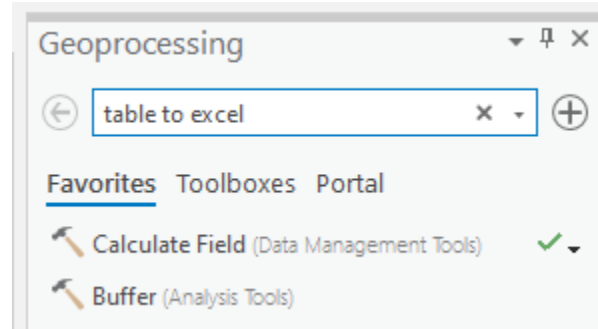 Geoprocessing
table to excel
Favorites Toolboxes Portal
Calculate Field (Data Management Tools)
Buffer (Analysis Tools)